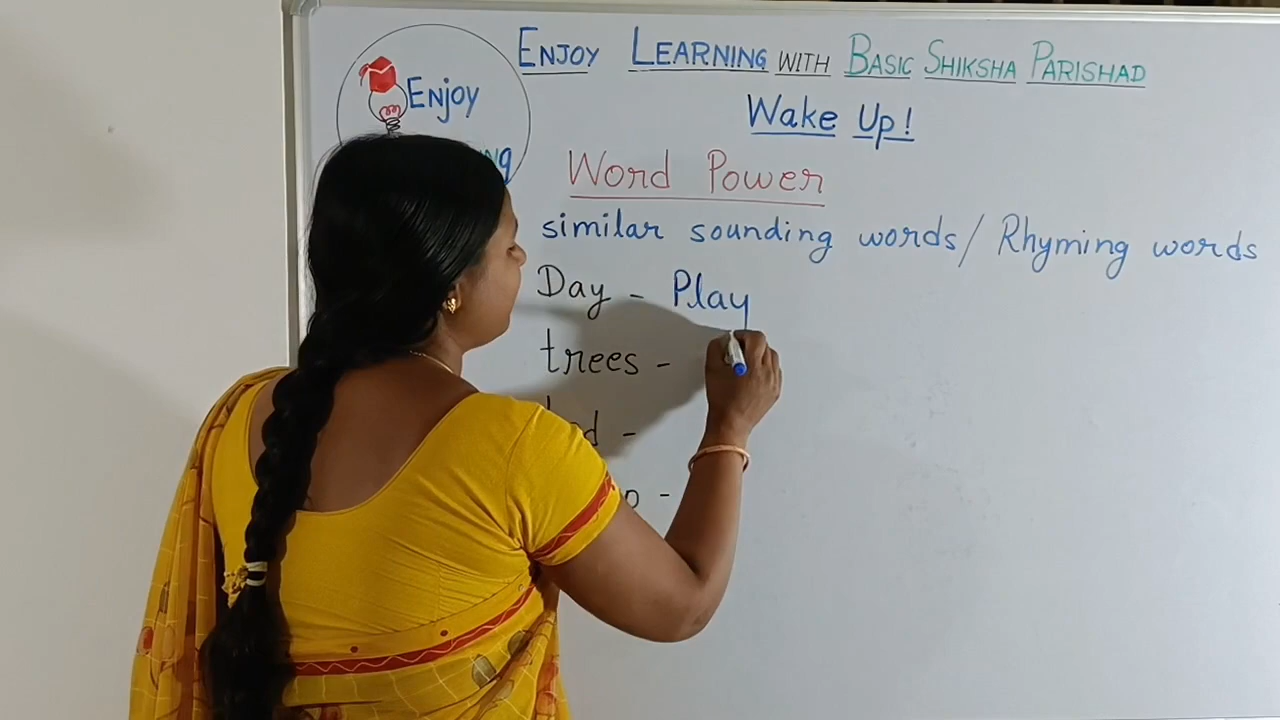 ENJOY LEARNING WITH BASIC SHIKSHA PARISHAD
Enjoy
Wake Up!
Word Power
similar sounding words/ Rhyming words
Day - Play
trees -